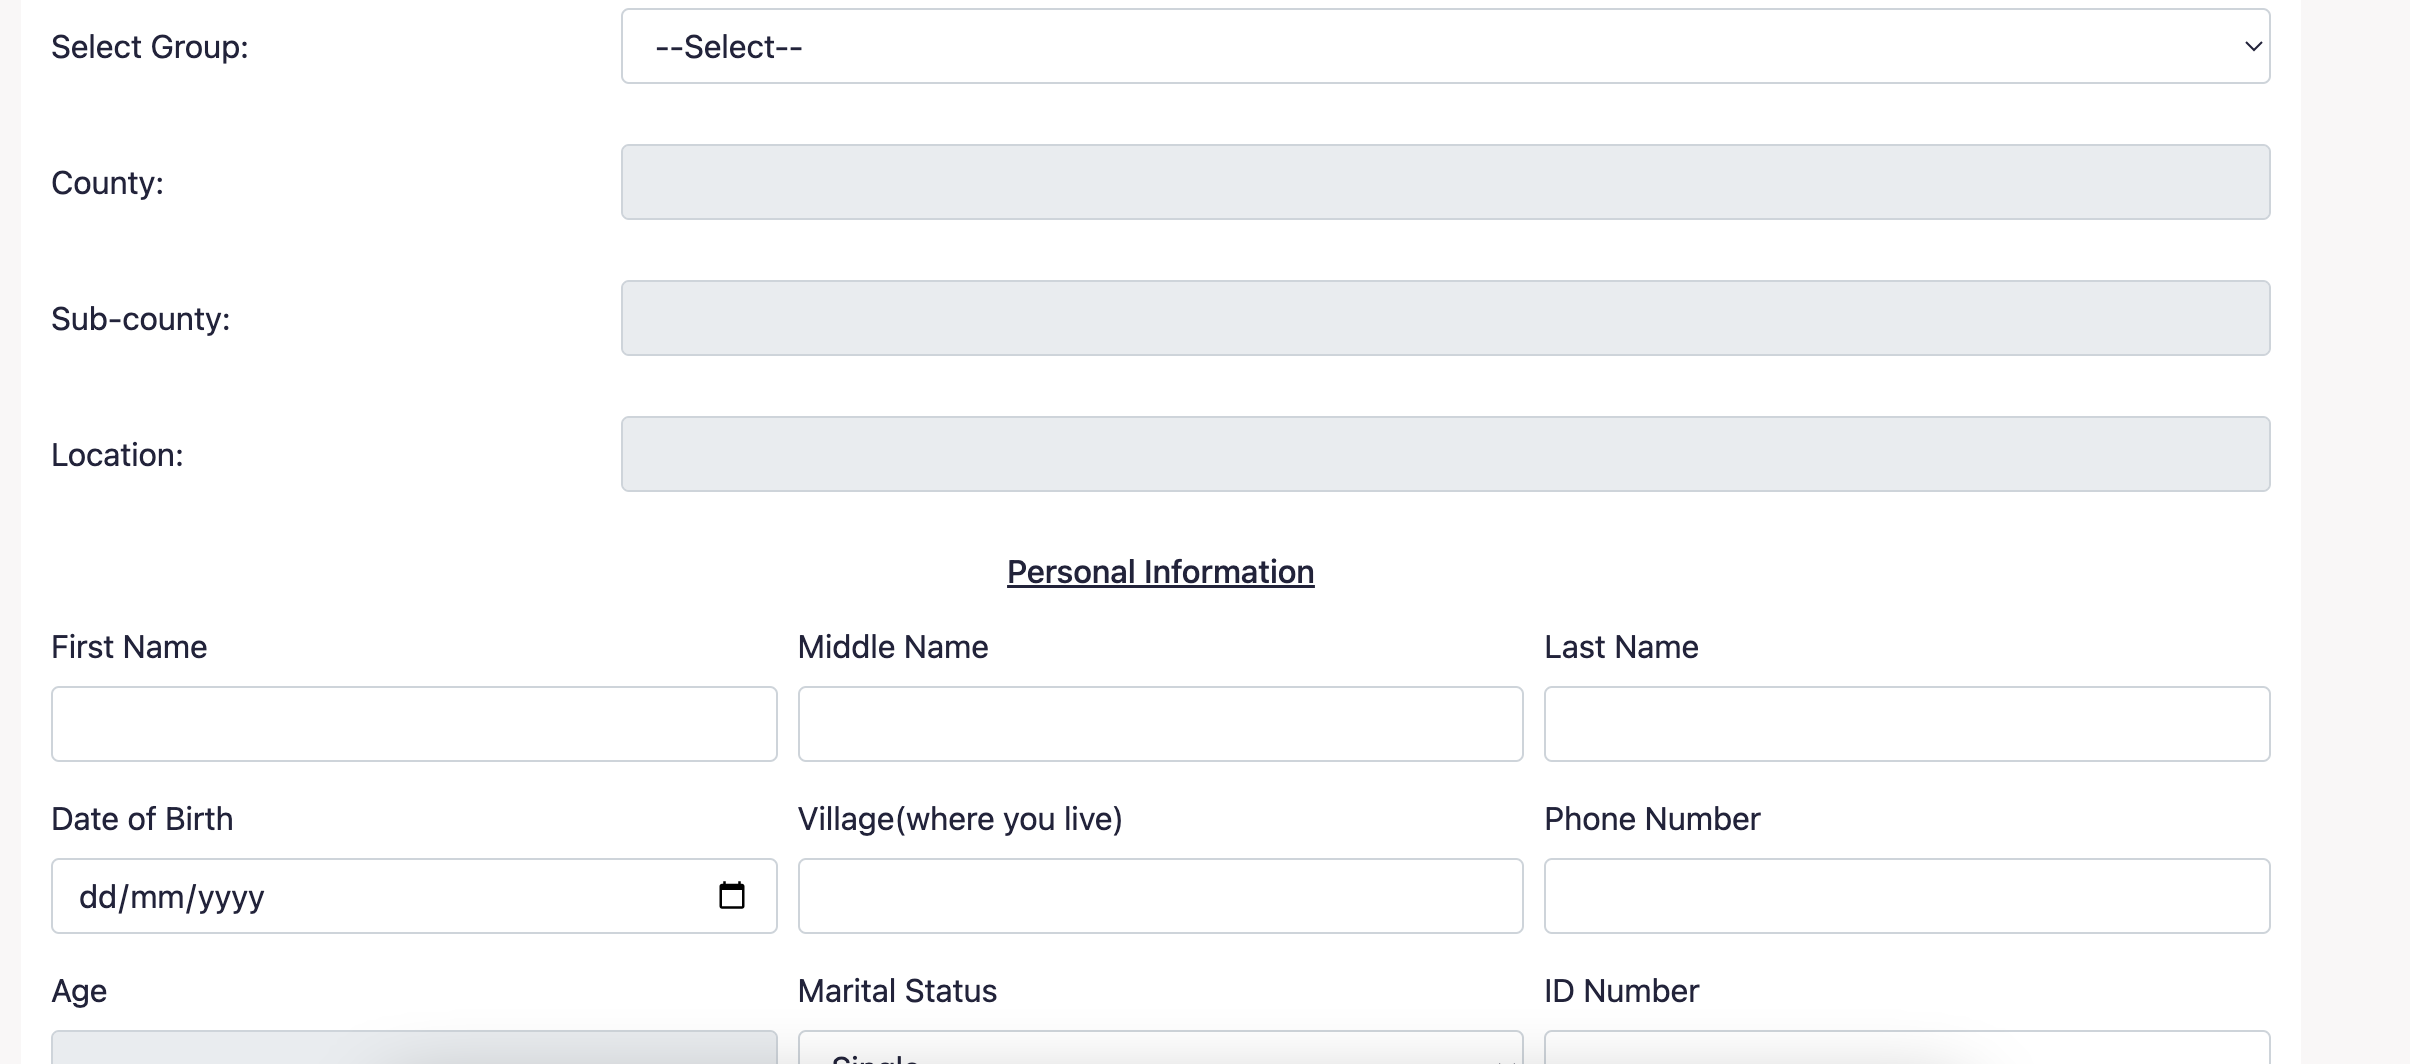 Select Group:
--Select--
County:
Sub-county:
Location:
Personal Information
First Name Middle Name Last Name
Date of Birth Village(where you live) Phone Number
dd/mm/yyyy
Age Marital Status ID Number
Single